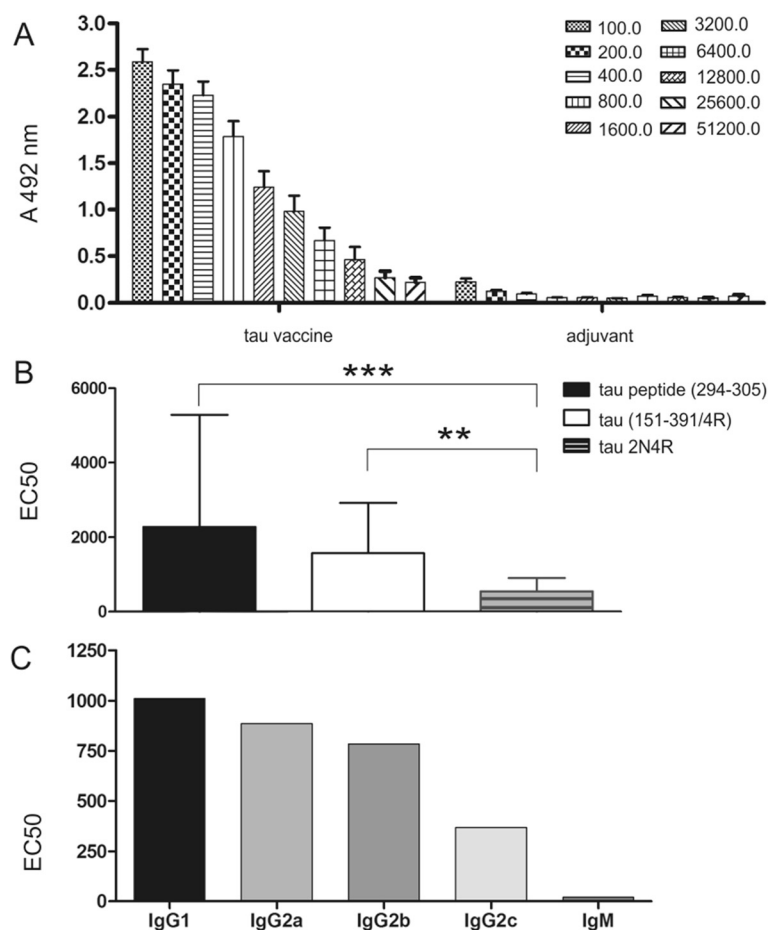 A
3.0
2.5
2.0
1.5
1.0
0.5
0.0
A 492 nm
100.0
200.0
400.0
800.0
1600.0
3200.0
6400.0
12800.0
25600.0
51200.0
tau vaccine
adjuvant
B
6000
4000
2000
0
EC50
***
**
tau peptide (294-305)
tau (151-391/4R)
tau 2N4R
C
1250
1000
750
500
250
0
EC50
IgG1 IgG2a IgG2b IgG2c IgM